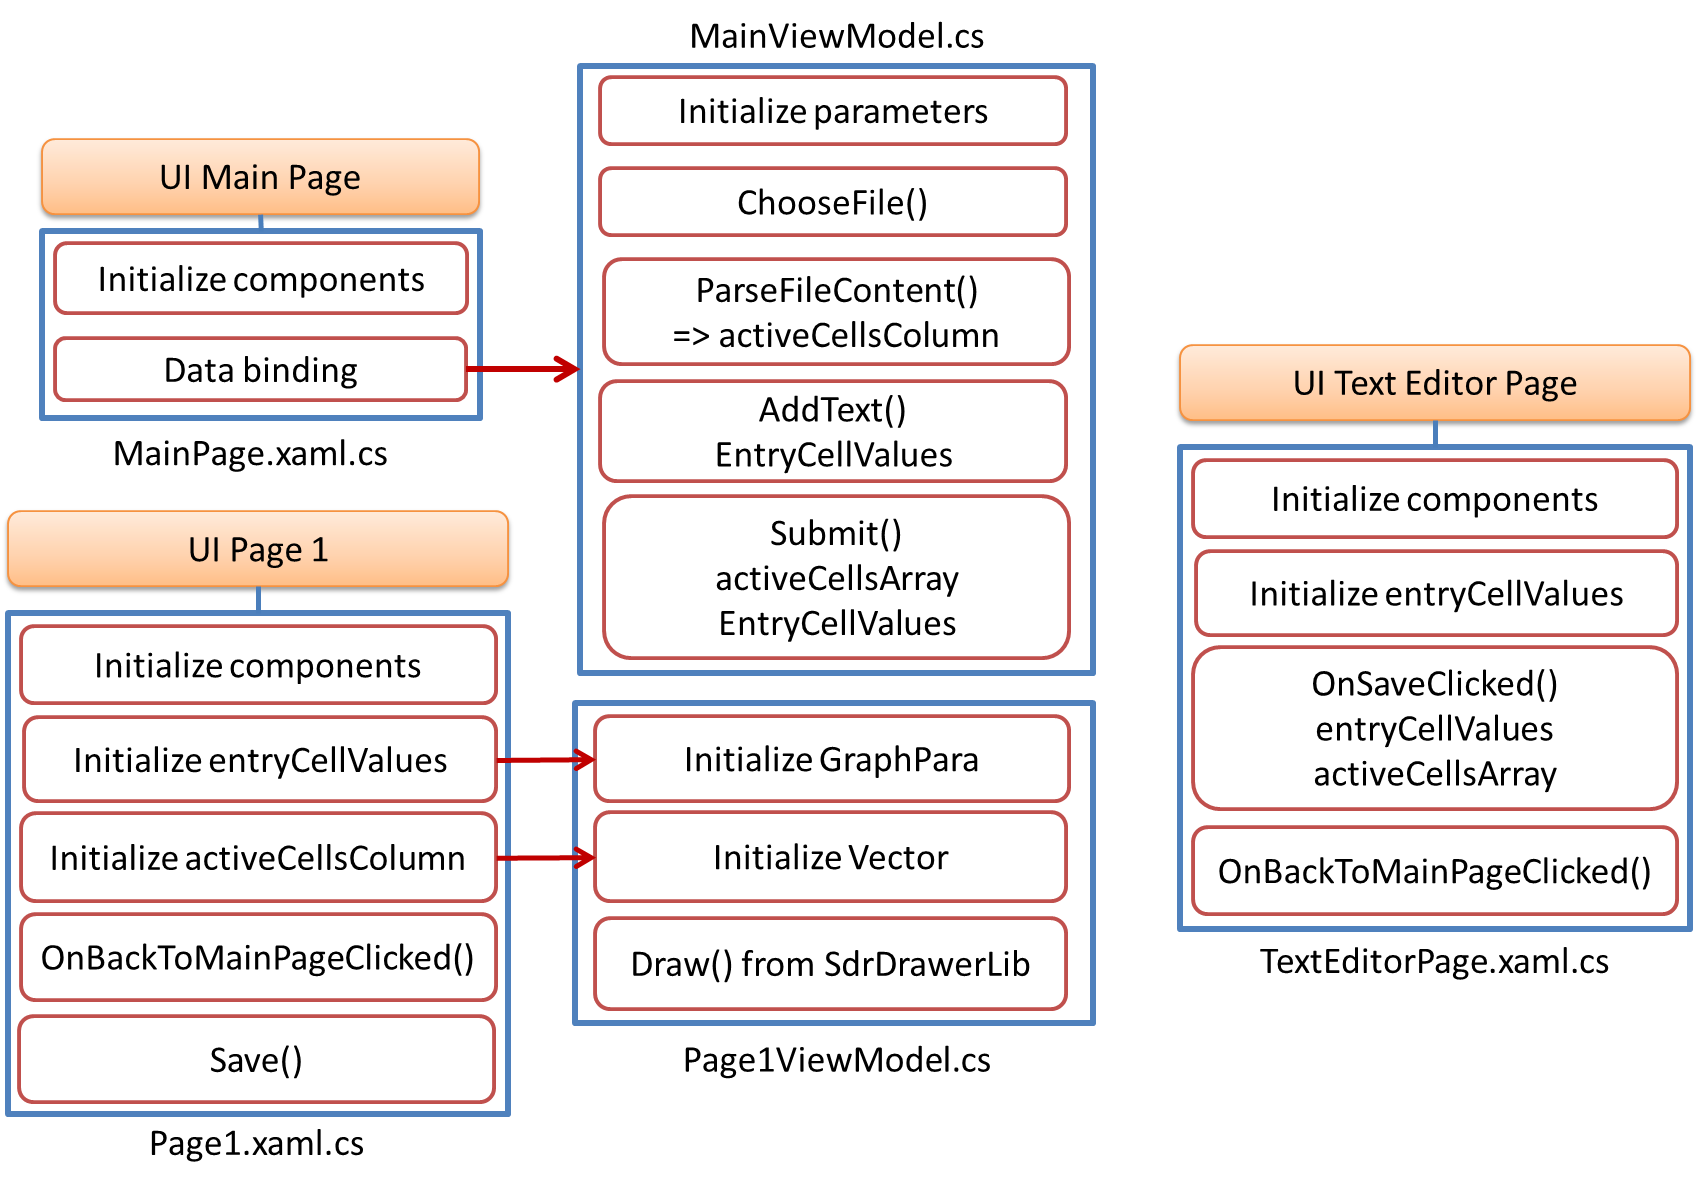 MainViewModel.cs
Initialize parameters
ChooseFile()
ParseFileContent()
=> activeCellsColumn
AddText()
EntryCellValues
Submit()
activeCellsArray
EntryCellValues
UI Main Page
Initialize components
Data binding
MainPage.xaml.cs
UI Page 1
Initialize components
Initialize entryCellValues
Initialize activeCellsColumn
OnBackToMainPageClicked()
Save()
Page1.xaml.cs
Initialize GraphPara
Initialize Vector
Draw() from SdrDrawerLib
Page1ViewModel.cs
UI Text Editor Page
Initialize components
Initialize entryCellValues
OnSaveClicked()
entryCellValues
activeCellsArray
OnBackToMainPageClicked()
TextEditorPage.xaml.cs